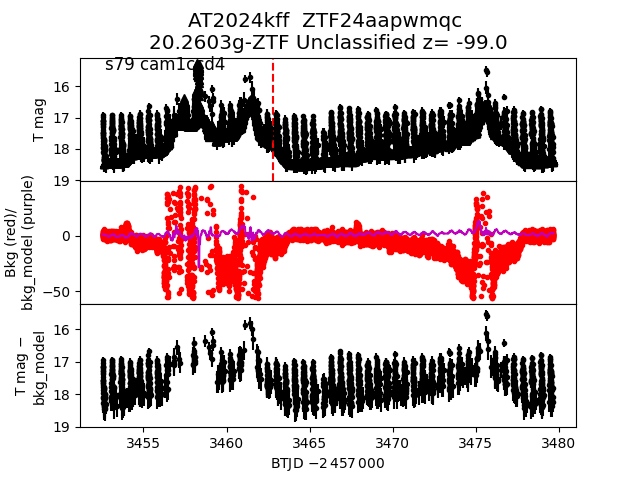 AT2024kff ZTF24aapwmqc
20.2603g-ZTF Unclassified z= -99.0
s79 cam1ccd4
T mag
16
17
18
19
Bkg (red)/
bkg_model (purple)
0
−50
T mag −
bkg_model
16
17
18
19
3455
3460
3465
3470
3475
3480
BTJD −2 457 000